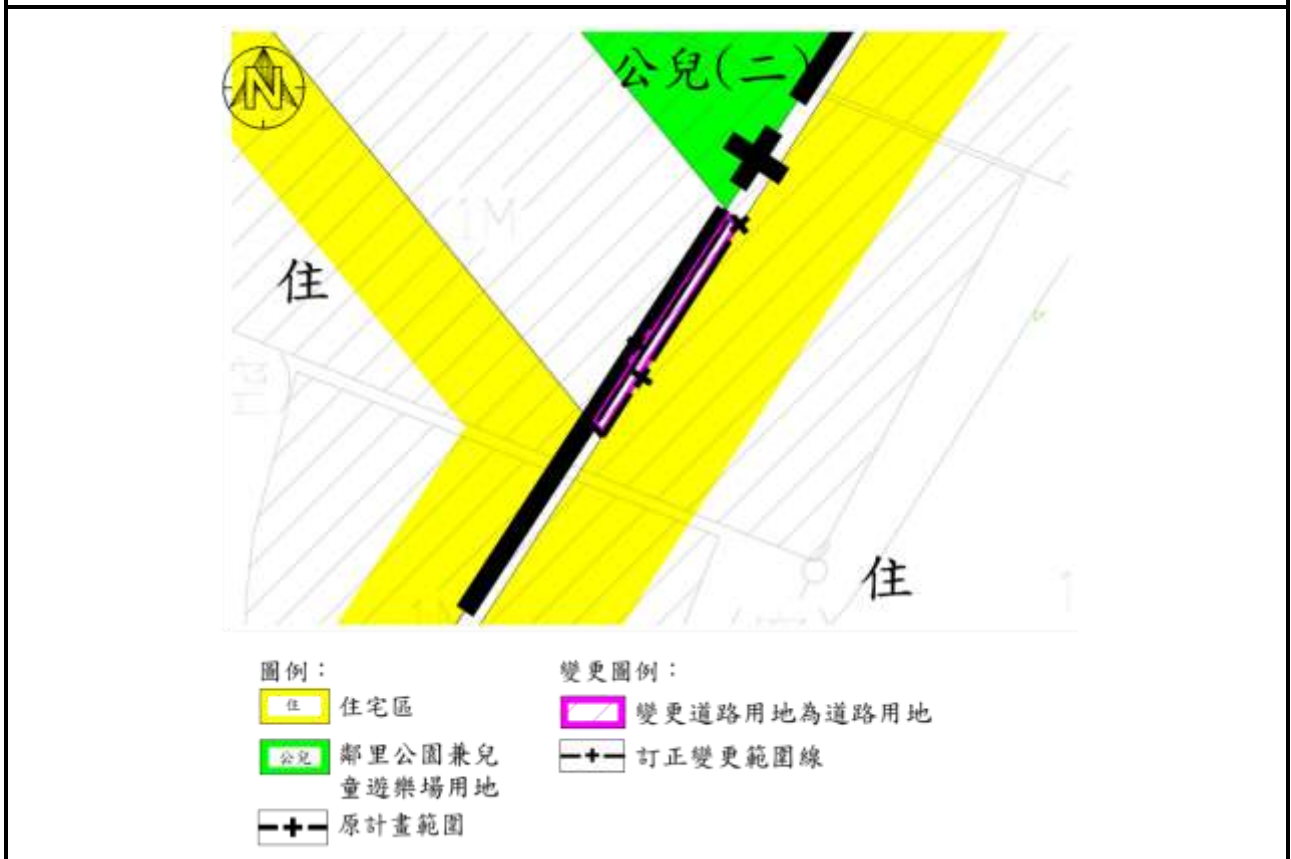 N
公兒(二)
1M
住
住
圖例：
住 住宅區
公兒 鄰里公園兼兒
童遊樂場用地
原計畫範圍
變更圖例：
變更道路用地為道路用地
訂正變更範圍線